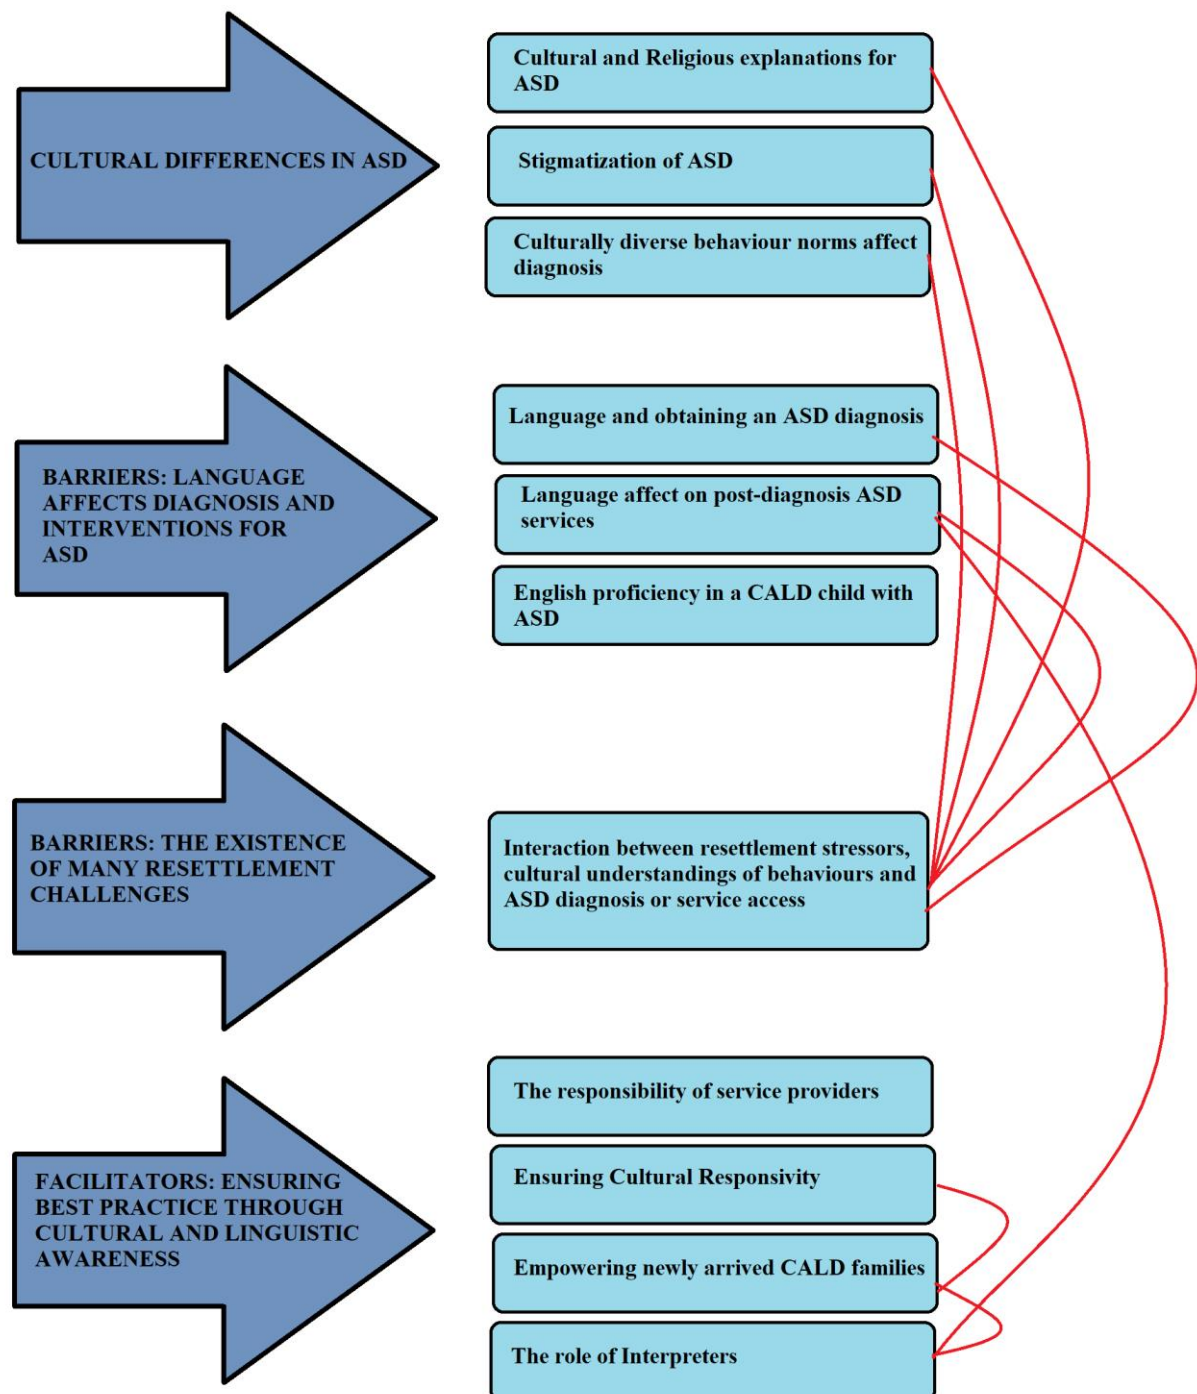 CULTURAL DIFFERENCES IN ASD
Cultural and Religious explanations for
ASD
Stigmatization of ASD
Culturally diverse behaviour norms affect
diagnosis
BARRIERS: LANGUAGE
AFFECTS DIAGNOSIS AND
INTERVENTIONS FOR
ASD
Language and obtaining an ASD diagnosis
Language affect on post-diagnosis ASD
services
English proficiency in a CALD child with
ASD
BARRIERS: THE EXISTENCE
OF MANY RESETTLEMENT
CHALLENGES
Interaction between resettlement stressors,
cultural understandings of behaviours and
ASD diagnosis or service access
FACILITATORS: ENSURING
BEST PRACTICE THROUGH
CULTURAL AND LINGUISTIC
AWARENESS
The responsibility of service providers
Ensuring Cultural Responsivity
Empowering newly arrived CALD families
The role of Interpreters